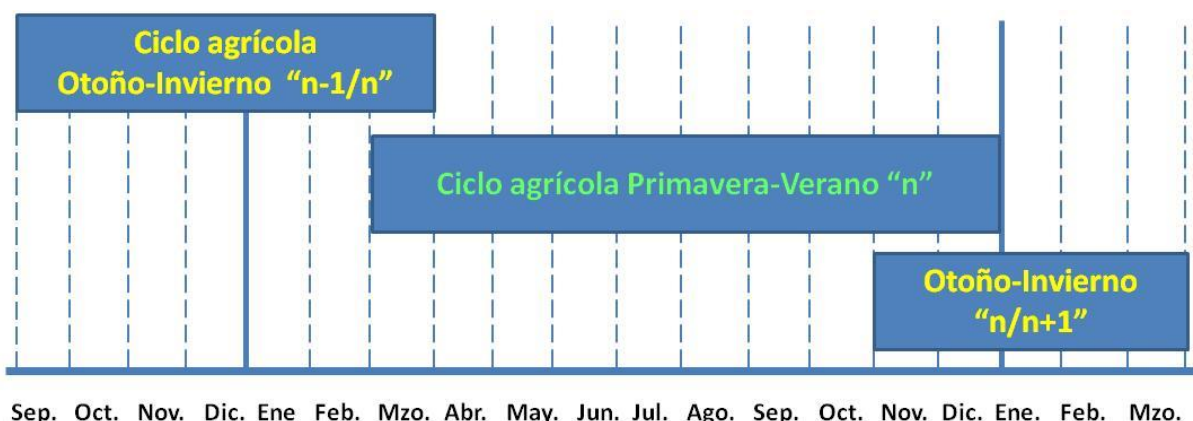 Ciclo agrícola
Otoño-Invierno “n-1/n”
Ciclo agrícola Primavera-Verano “n”
Otoño-Invierno
“n/n+1”
Sep. Oct. Nov. Dic. Ene Feb. Mzo. Abr. May. Jun. Jul. Ago. Sep. Oct. Nov. Dic. Ene. Feb. Mzo.